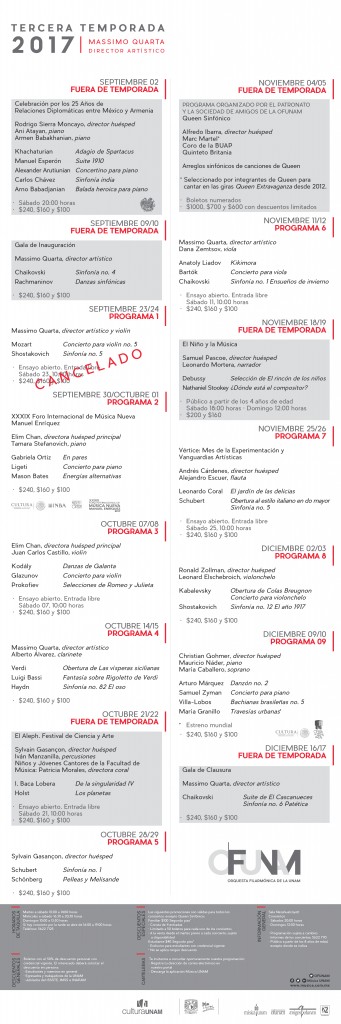 TERCERA TEMPORADA
2017 MASSIMO QUARTA
DIRECTOR ARTÍSTICO
SEPTIEMBRE 02
FUERA DE TEMPORADA
Celebración por los 25 Años de
Relaciones Diplomáticas entre México y Armenia
Rodrigo Sierra Moncayo, director huésped
Ani Atayan, piano
Arman Babakhanian, piano
Khachaturian Adagio de Spartacus
Manuel Esperón Suite 1910
Alexander Arutiunian Concertino para piano
Carlos Chávez Sinfonía india
Arno Babadjanian Balada heroica para piano
· Sábado 20:00 horas
· $240, $160 y $100
SEPTIEMBRE 09/10
FUERA DE TEMPORADA
Gala de Inauguración
Massimo Quarta, director artístico
Chaikovski Sinfonía no. 4
Rachmaninov Danzas sinfónicas
· $240, $160 y $100
SEPTIEMBRE 23/24
PROGRAMA 1
Massimo Quarta, director artístico y violín
Mozart Concierto para violín no. 5
Shostakovich Sinfonía no. 5
· Ensayo abierto. Entrada libre
Sábado 23, 10:00 horas
· $240, $160 y $100
CANCELADO
SEPTIEMBRE 30/OCTUBRE 01
PROGRAMA 2
XXXIX Foro Internacional de Música Nueva
Manuel Enríquez
Elim Chan, directora huésped principal
Tamara Stefanovich, piano
Gabriela Ortiz En pares
Ligeti Concierto para piano
Mason Bates Energías alternativas
· $240, $160 y $100
CULTURA
INBA
MÚSICA NUEVA
OCTUBRE 07/08
PROGRAMA 3
Elim Chan, directora huésped principal
Juan Carlos Castillo, violín
Kodály Danzas de Galanta
Glazunov Concierto para violín
Prokofiev Selecciones de Romeo y Julieta
· Ensayo abierto. Entrada libre
Sábado 07, 10:00 horas
· $240, $160 y $100
OCTUBRE 14/15
PROGRAMA 4
Massimo Quarta, director artístico
Alberto Álvarez, clarinete
Verdi Obertura de Las vísperas sicilianas
Luigi Bassi Fantasía sobre Rigoletto de Verdi
Haydn Sinfonía no. 82 El oso
· $240, $160 y $100
OCTUBRE 21/22
FUERA DE TEMPORADA
El Aleph. Festival de Ciencia y Arte
Sylvain Gasançon, director huésped
Iván Manzanilla, percusiones
Niños y Jóvenes Cantores de la Facultad de
Música; Patricia Morales, directora coral
I. Baca Lobera De la singularidad IV
Holst Los planetas
· Ensayo abierto. Entrada libre
Sábado 21, 10:00 horas
· $240, $160 y $100
OCTUBRE 28/29
PROGRAMA 5
Sylvain Gasançon, director huésped
Schubert Sinfonía no. 1
Schönberg Pelleas y Melisande
· $240, $160 y $100
NOVIEMBRE 04/05
FUERA DE TEMPORADA
PROGRAMA ORGANIZADO POR EL PATRONATO
Y LA SOCIEDAD DE AMIGOS DE LA OFUNAM
Queen Sinfónico
Alfredo Ibarra, director huésped
Marc Martel*
Coro de la BUAP
Quinteto Britania
Arreglos sinfónicos de canciones de Queen
* Seleccionado por integrantes de Queen para
cantar en las giras Queen Extravaganza desde 2012.
· Boletos numerados
· $1000, $700 y $600 con descuentos limitados
NOVIEMBRE 11/12
PROGRAMA 6
Massimo Quarta, director artístico
Dana Zemtsov, viola
Anatoly Liadov Kikimora
Bartók Concierto para viola
Chaikovski Sinfonía no. 1 Ensueños de invierno
· Ensayo abierto. Entrada libre
Sábado 11, 10:00 horas
· $240, $160 y $100
NOVIEMBRE 18/19
FUERA DE TEMPORADA
El Niño y la Música
Samuel Pascoe, director huésped
Leonardo Mortera, narrador
Debussy Selección de El rincón de los niños
Nathaniel Stookey ¿Dónde está el compositor?
· Público a partir de los 4 años de edad
Sábado 18:00 horas · Domingo 12:00 horas
· $200 y $160
NOVIEMBRE 25/26
PROGRAMA 7
Vértice: Mes de la Experimentación y
Vanguardias Artísticas
Andrés Cárdenes, director huésped
Alejandro Escuer, flauta
Leonardo Coral El jardín de las delicias
Schubert Obertura al estilo italiano en do mayor
Sinfonía no. 5
· Ensayo abierto. Entrada libre
Sábado 25, 10:00 horas
· $240, $160 y $100
DICIEMBRE 02/03
PROGRAMA 8
Ronald Zollman, director huésped
Leonard Elschebroich, violonchelo
Kabalevsky Obertura de Colas Breugnon
Concierto para violonchelo
Shostakovich Sinfonía no. 12 El año 1917
· $240, $160 y $100
DICIEMBRE 09/10
PROGRAMA 09
Christian Gohmer, director huésped
Mauricio Náder, piano
María Caballero, soprano
Arturo Márquez Danzón no. 2
Samuel Zyman Concierto para piano
Villa-Lobos Bachianas brasileñas no. 5
María Granillo Travesías urbanas*
* Estreno mundial
· $240, $160 y $100
CULTURA
DICIEMBRE 16/17
FUERA DE TEMPORADA
Gala de Clausura
Massimo Quarta, director artístico
Chaikovski Suite de El Cascanueces
Sinfonía no. 6 Patética
· $240, $160 y $100
OFUNAM
ORQUESTA FILARMÓNICA DE LA UNAM
culturaUNAM